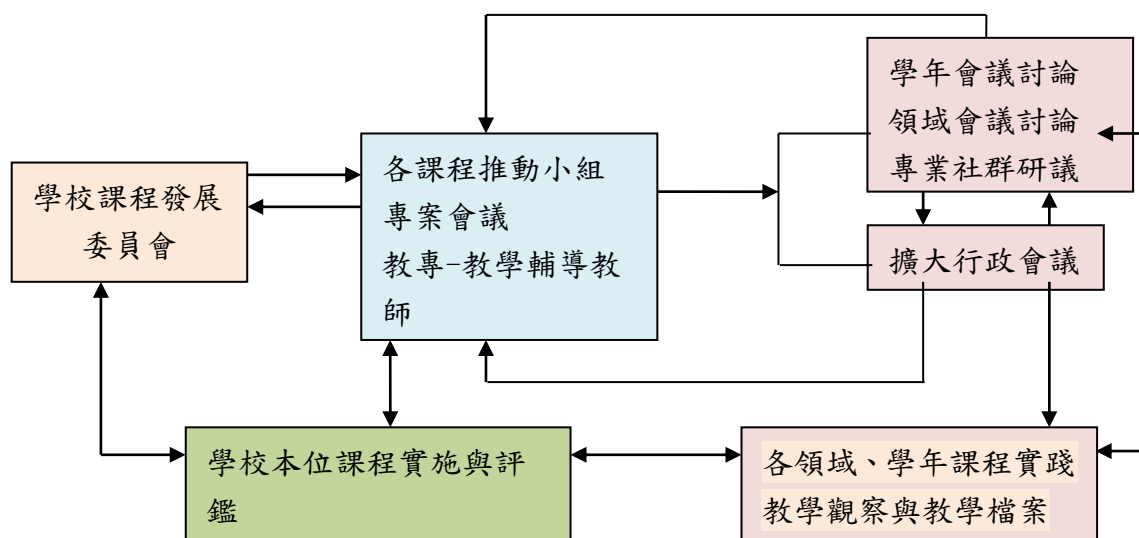 學年會議討論
領域會議討論
專業社群研議
各課程推動小組
專案會議
教專-教學輔導教
師
學校課程發展
委員會
擴大行政會議
學校本位課程實施與評
鑑
各領域、學年課程實踐
教學觀察與教學檔案